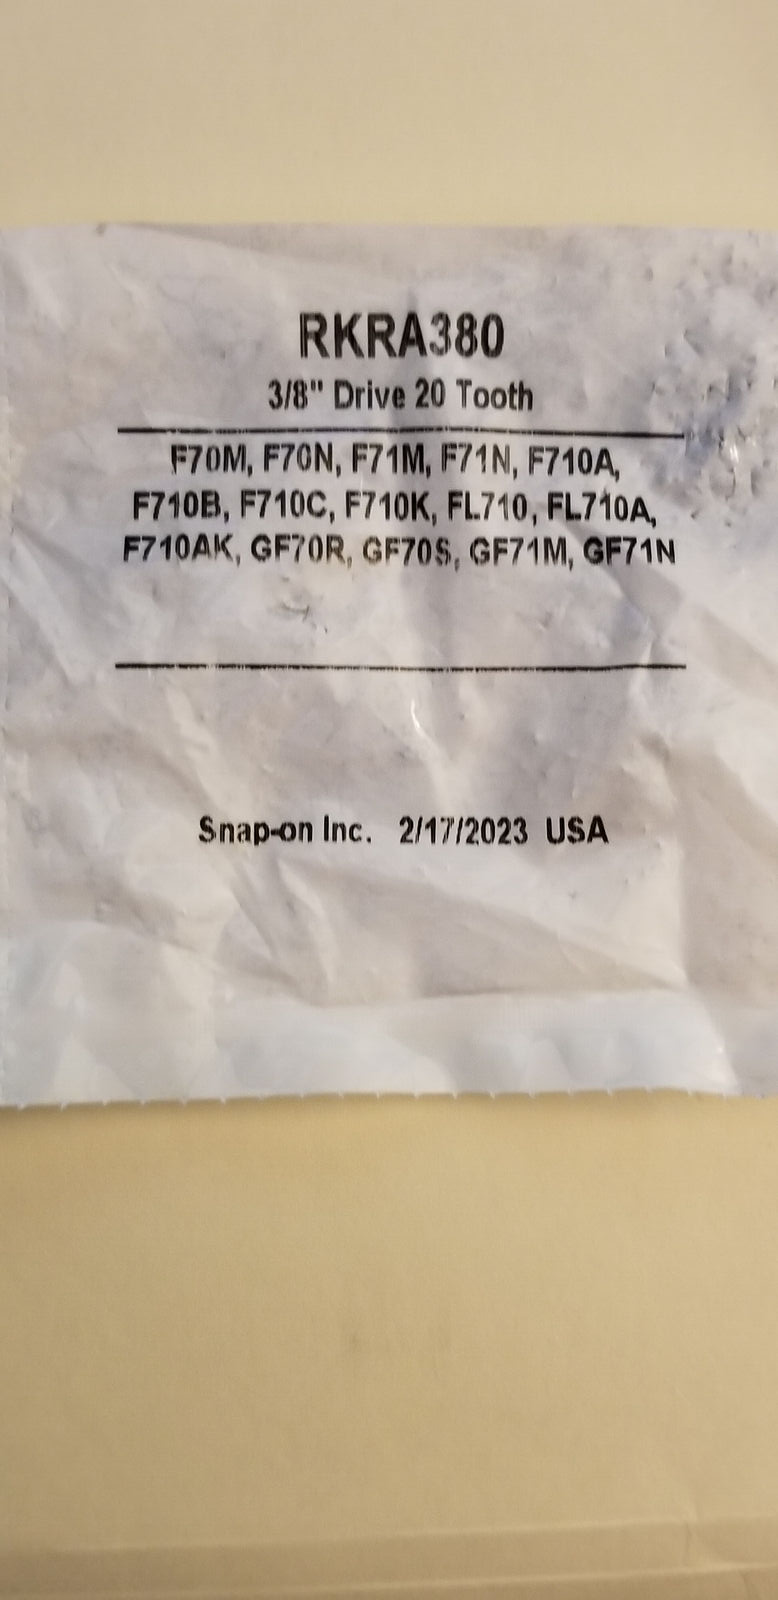 RKRA380
3/8" Drive 20 Tooth
F70M, F70N, F71M, F71N, F710A,
F710B, F710C, F710K, FL710, FL710A,
F710AK, GF70R, GF70S, GF71M, GF71N
Snap-on Inc. 2/17/2023 USA